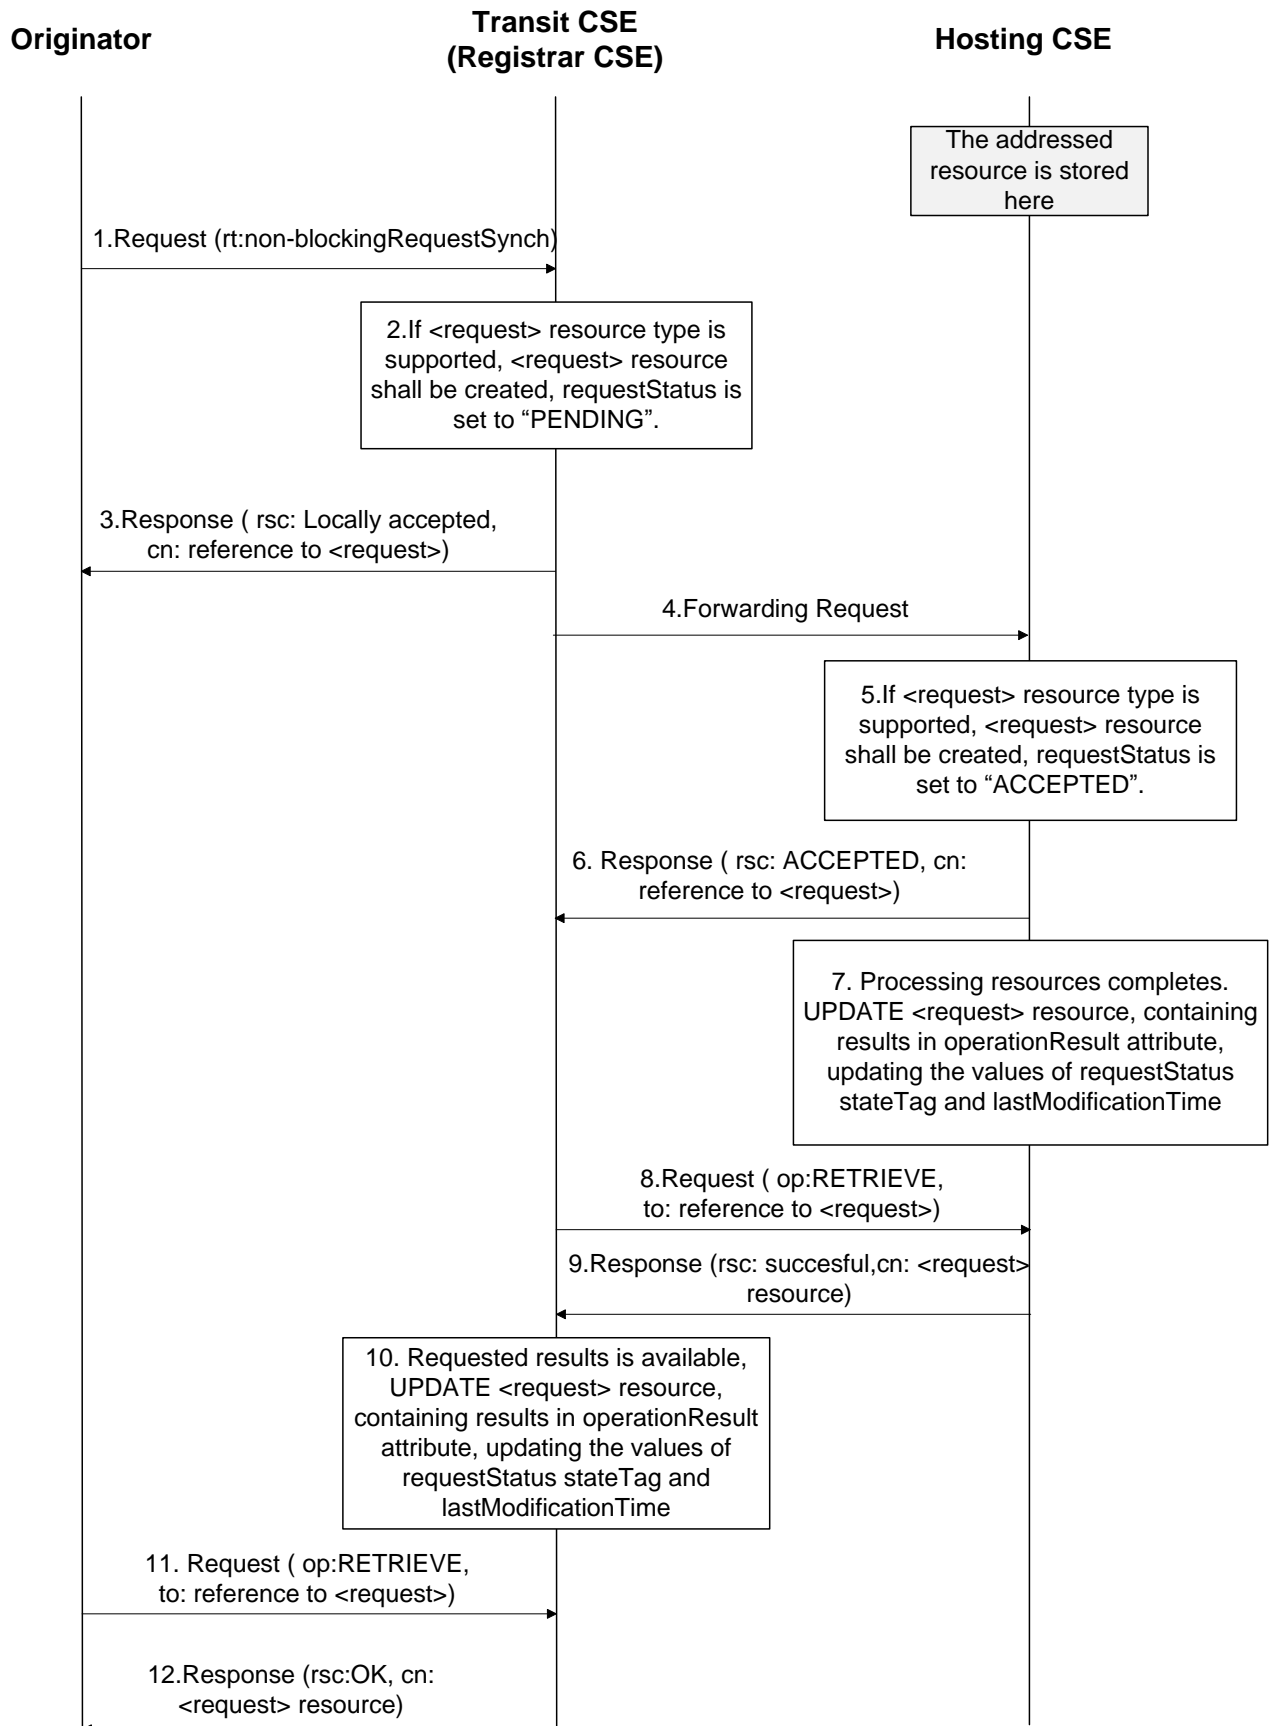 Originator
Transit CSE
(Registrar CSE)
Hosting CSE
The addressed
resource is stored
here
1.Request (rt:non-blockingRequestSynch)
2.If <request> resource type is
supported, <request> resource
shall be created, requestStatus is
set to “PENDING”.
3.Response ( rsc: Locally accepted,
cn: reference to <request>)
4.Forwarding Request
5.If <request> resource type is
supported, <request> resource
shall be created, requestStatus is
set to “ACCEPTED”.
6. Response ( rsc: ACCEPTED, cn:
reference to <request>)
7. Processing resources completes.
UPDATE <request> resource, containing
results in operationResult attribute,
updating the values of requestStatus
stateTag and lastModificationTime
8.Request ( op:RETRIEVE,
to: reference to <request>)
9.Response (rsc: succesful,cn: <request>
resource)
10. Requested results is available,
UPDATE <request> resource,
containing results in operationResult
attribute, updating the values of
requestStatus stateTag and
lastModificationTime
11. Request ( op:RETRIEVE,
to: reference to <request>)
12.Response (rsc:OK, cn:
<request> resource)